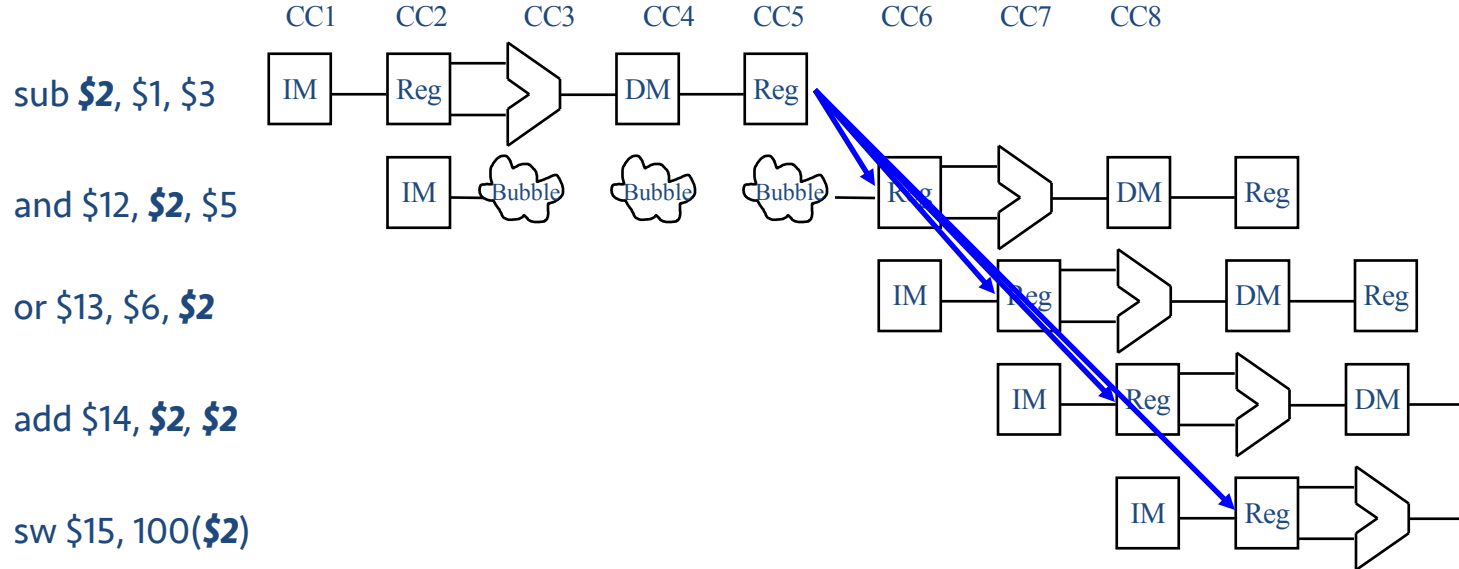 CC1 CC2 CC3 CC4 CC5 CC6 CC7 CC8
sub $2, $1, $3 IM Reg DM Reg
and $12, $2, $5 IM Bubble Bubble Bubble Reg DM Reg
or $13, $6, $2 IM Reg DM Reg
add $14, $2, $2 IM Reg DM
sw $15, 100($2) IM Reg